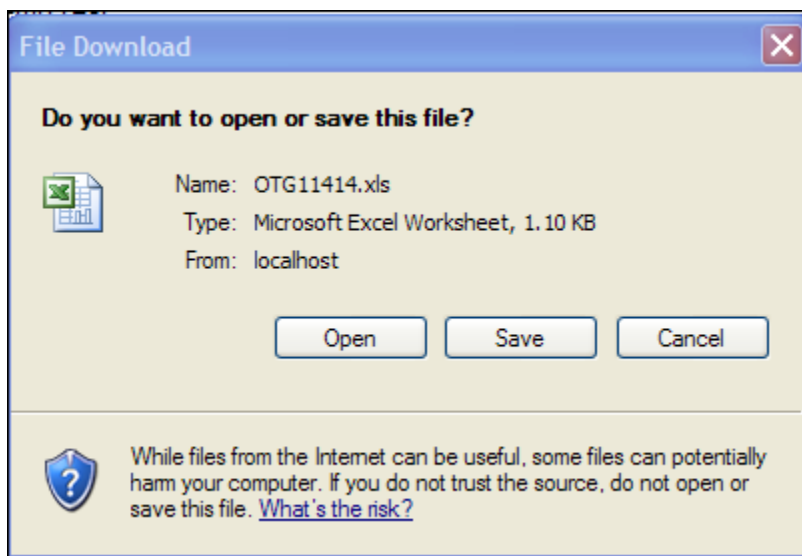 File Download
Do you want to open or save this file?
Name: OTG11414.xls
Type: Microsoft Excel Worksheet, 1.10 KB
From: localhost
Open Save Cancel
While files from the Internet can be useful, some files can potentially
harm your computer. If you do not trust the source, do not open or
save this file. What's the risk?